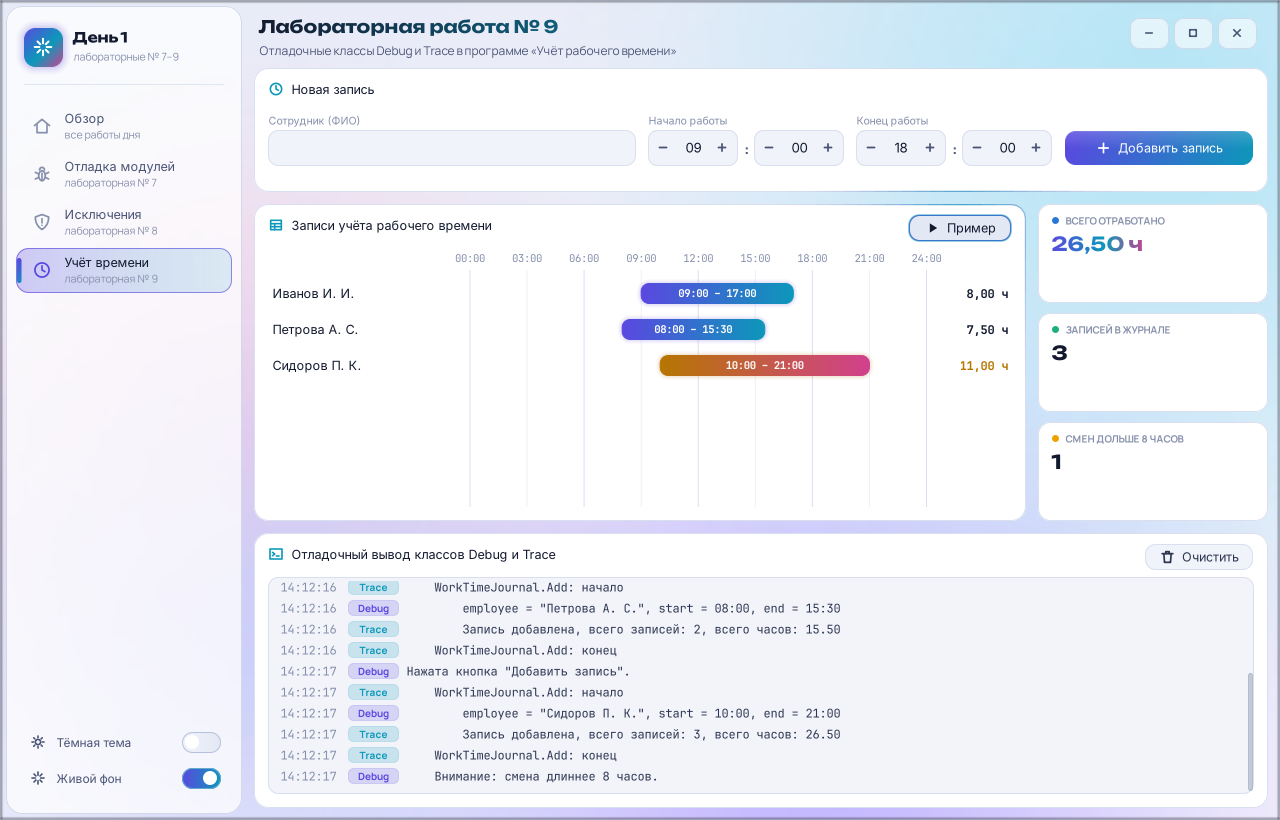 День 1
лабораторные № 7–9
Обзор
все работы дня
Отладка модулей
лабораторная № 7
Исключения
лабораторная № 8
Учёт времени
лабораторная № 9
Тёмная тема
Живой фон
Лабораторная работа № 9
Отладочные классы Debug и Trace в программе «Учёт рабочего времени»
Новая запись
Сотрудник (ФИО)
Начало работы
Конец работы
− 09 + : − 00 +
− 18 + : − 00 +
+ Добавить запись
Записи учёта рабочего времени
Пример
00:00 03:00 06:00 09:00 12:00 15:00 18:00 21:00 24:00
Иванов И. И. 09:00 – 17:00 8,00 ч
Петрова А. С. 08:00 – 15:30 7,50 ч
Сидоров П. К. 10:00 – 21:00 11,00 ч
ВСЕГО ОТРАБОТАНО
26,50 ч
ЗАПИСЕЙ В ЖУРНАЛЕ
3
СМЕН ДОЛЬШЕ 8 ЧАСОВ
1
Отладочный вывод классов Debug и Trace
Очистить
14:12:16 Trace WorkTimeJournal.Add: начало
14:12:16 Debug employee = "Петрова А. С.", start = 08:00, end = 15:30
14:12:16 Trace Запись добавлена, всего записей: 2, всего часов: 15.50
14:12:16 Trace WorkTimeJournal.Add: конец
14:12:17 Debug Нажата кнопка "Добавить запись".
14:12:17 Trace WorkTimeJournal.Add: начало
14:12:17 Debug employee = "Сидоров П. К.", start = 10:00, end = 21:00
14:12:17 Trace Запись добавлена, всего записей: 3, всего часов: 26.50
14:12:17 Trace WorkTimeJournal.Add: конец
14:12:17 Debug Внимание: смена длиннее 8 часов.